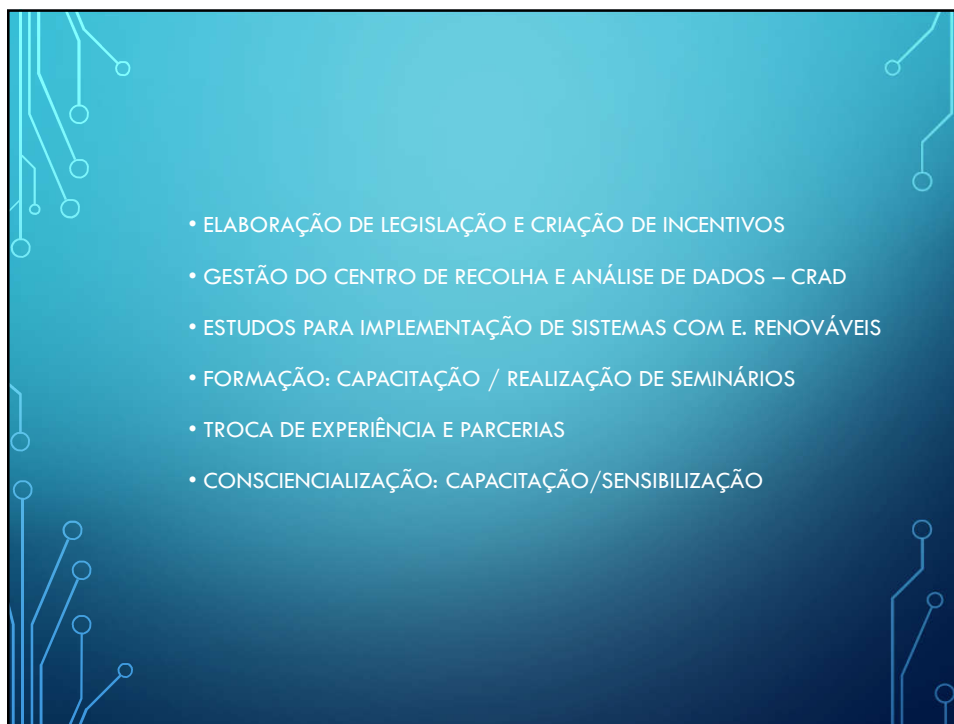 • ELABORAÇÃO DE LEGISLAÇÃO E CRIAÇÃO DE INCENTIVOS
• GESTÃO DO CENTRO DE RECOLHA E ANÁLISE DE DADOS – CRAD
• ESTUDOS PARA IMPLEMENTAÇÃO DE SISTEMAS COM E. RENOVÁVEIS
• FORMAÇÃO: CAPACITAÇÃO / REALIZAÇÃO DE SEMINÁRIOS
• TROCA DE EXPERIÊNCIA E PARCERIAS
• CONSCIENCIALIZAÇÃO: CAPACITAÇÃO/SENSIBILIZAÇÃO